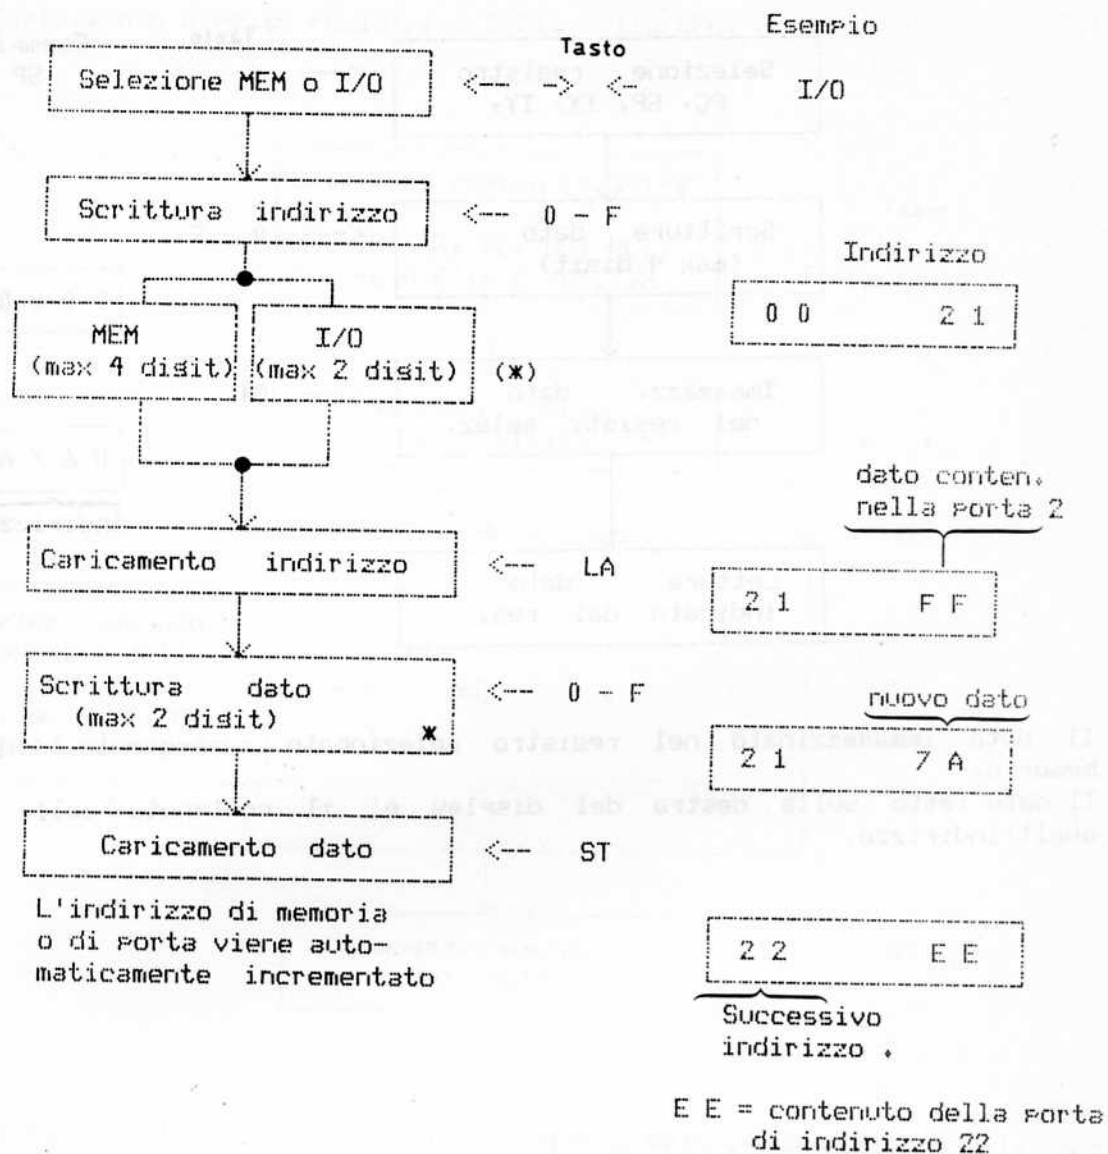 Esempio
Tasto
Selezione MEM o I/O <-- -> <- I/O
Scrittura indirizzo <-- 0 - F
Indirizzo
0 0 2 1
MEM I/O
(max 4 digit) (max 2 digit) (*)
dato conten.
nella porta 2
Caricamento indirizzo <-- LA
2 1 F F
Scrittura dato <-- 0 - F
(max 2 digit) *
nuovo dato
2 1 7 A
Caricamento dato <-- ST
L'indirizzo di memoria
o di porta viene auto-
maticamente incrementato
2 2 E E
Successivo
indirizzo .
E E = contenuto della porta
di indirizzo 22